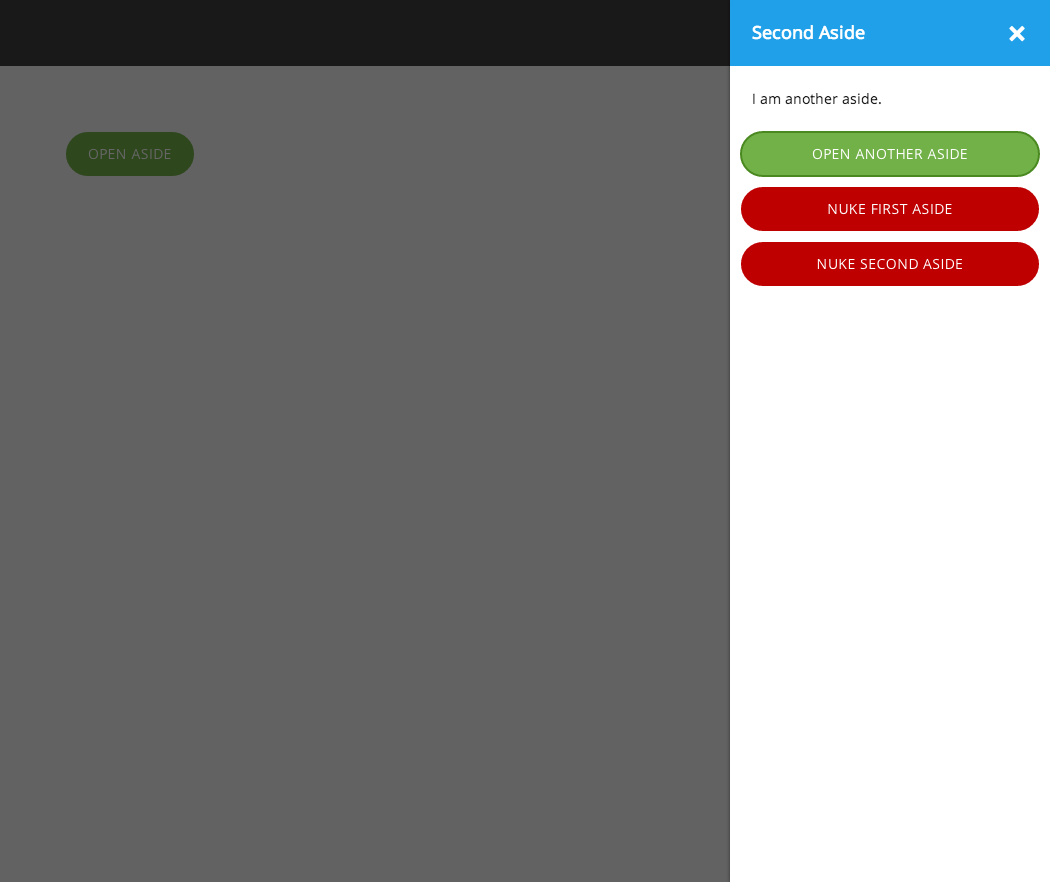 Second Aside
I am another aside.
OPEN ASIDE
OPEN ANOTHER ASIDE
NUKE FIRST ASIDE
NUKE SECOND ASIDE